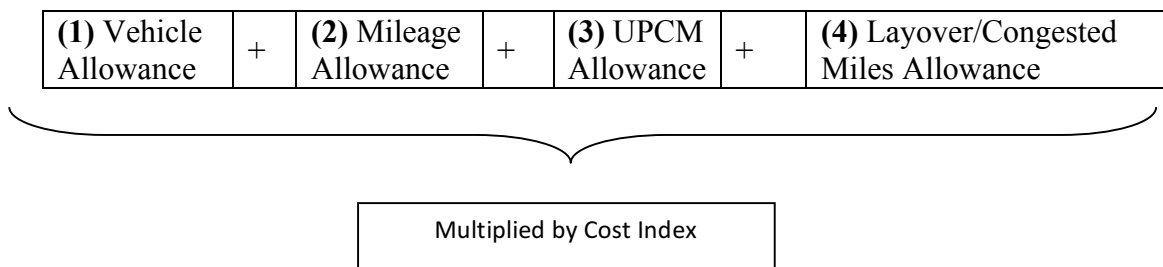 (1) Vehicle Allowance + (2) Mileage Allowance + (3) UPCM Allowance + (4) Layover/Congested Miles Allowance
Multiplied by Cost Index